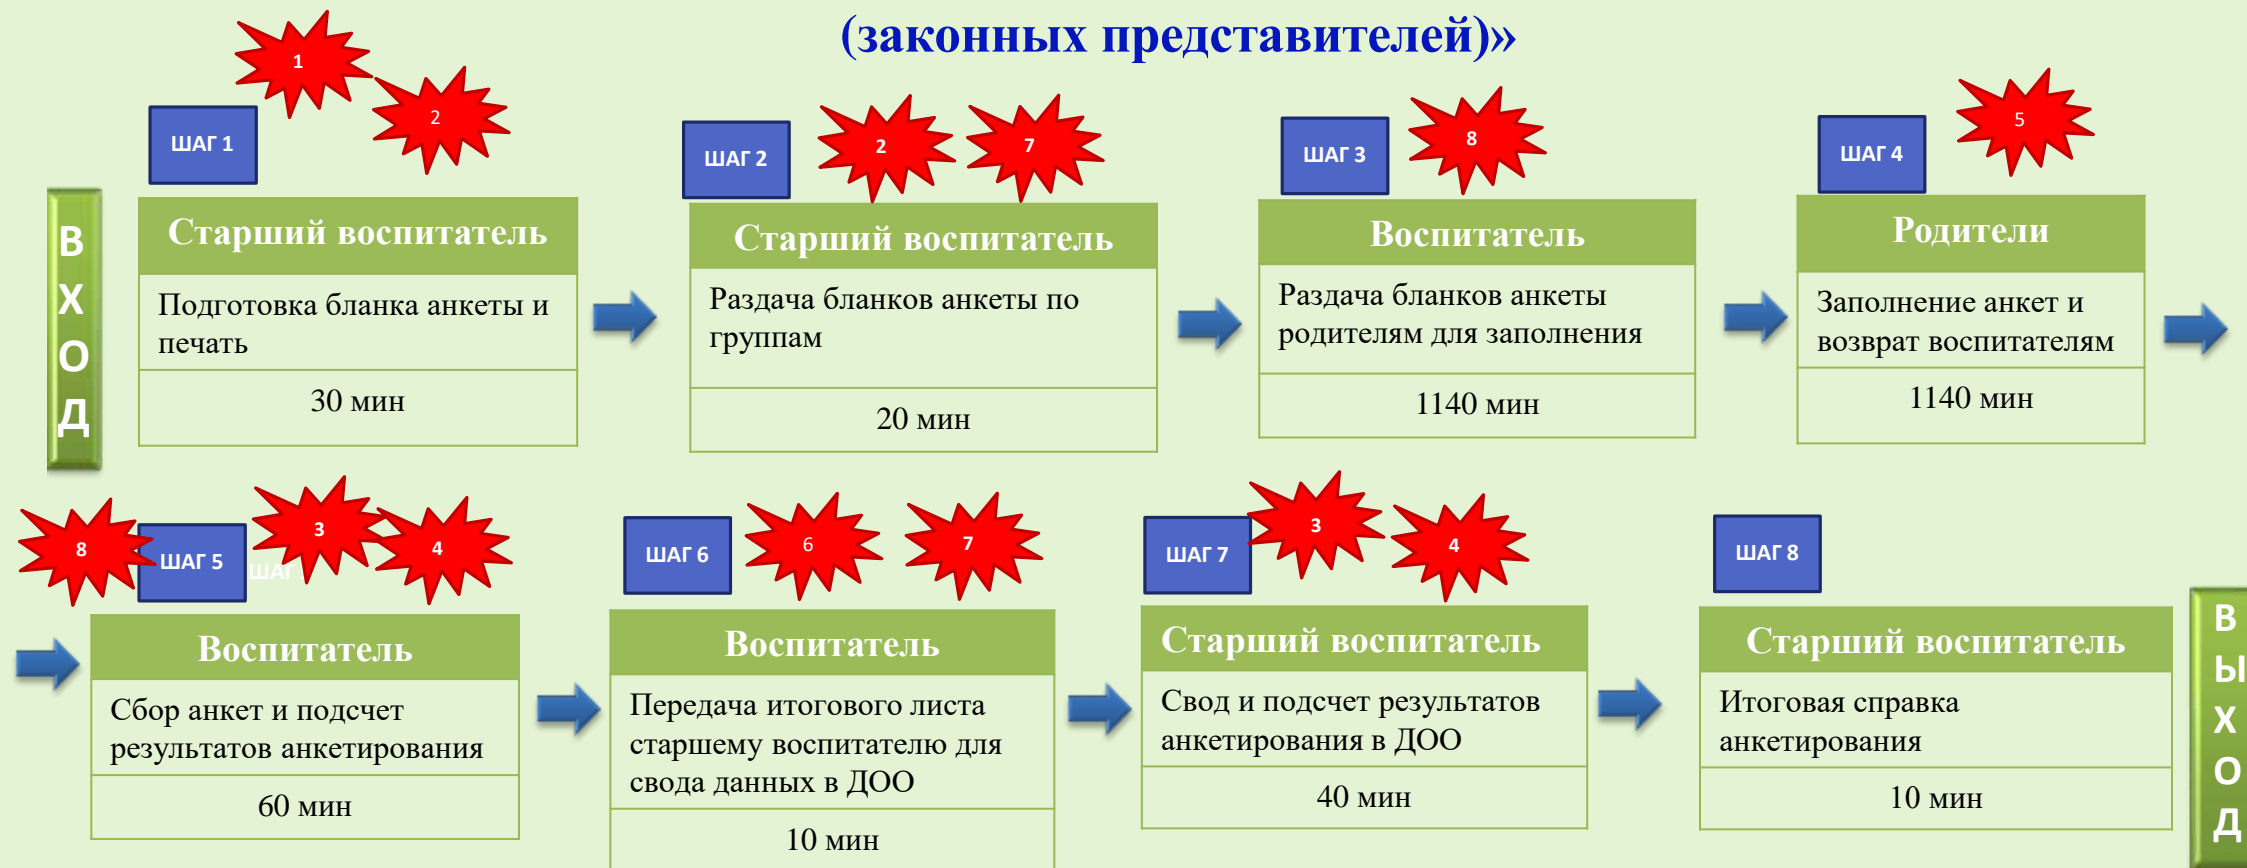 (законных представителей)»
1
2
ШАГ 1
ШАГ 2
2
7
ШАГ 3
8
ШАГ 4
5
ВХОД
Старший воспитатель
Подготовка бланка анкеты и
печать
30 мин
Старший воспитатель
Раздача бланков анкеты по
группам
20 мин
Воспитатель
Раздача бланков анкеты
родителям для заполнения
1140 мин
Родители
Заполнение анкет и
возврат воспитателям
1140 мин
8
ШАГ 5
ШАГ
3
4
ШАГ 6
6
7
ШАГ 7
3
4
ШАГ 8
Воспитатель
Сбор анкет и подсчет
результатов анкетирования
60 мин
Воспитатель
Передача итогового листа
старшему воспитателю для
свода данных в ДОО
10 мин
Старший воспитатель
Свод и подсчет результатов
анкетирования в ДОО
40 мин
Старший воспитатель
Итоговая справка
анкетирования
10 мин
ВЫХОД